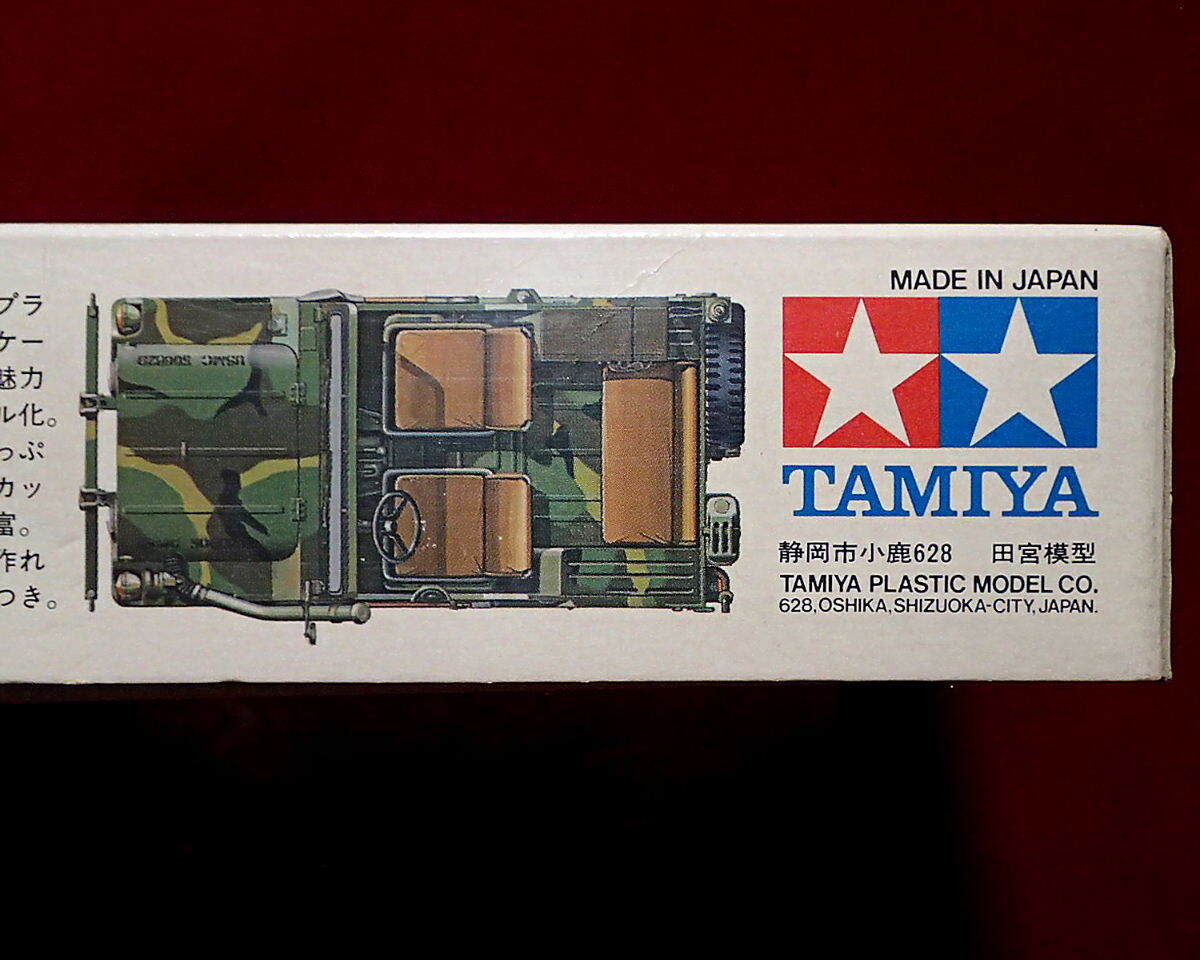 プラ
ケー
魅力
ル化。
っぷ
カッ
富。
作れ
つき。
USMC
MADE IN JAPAN
TAMIYA
静岡市小鹿628 田宮模型
TAMIYA PLASTIC MODEL CO.
628, OSHIKA, SHIZUOKA-CITY, JAPAN.